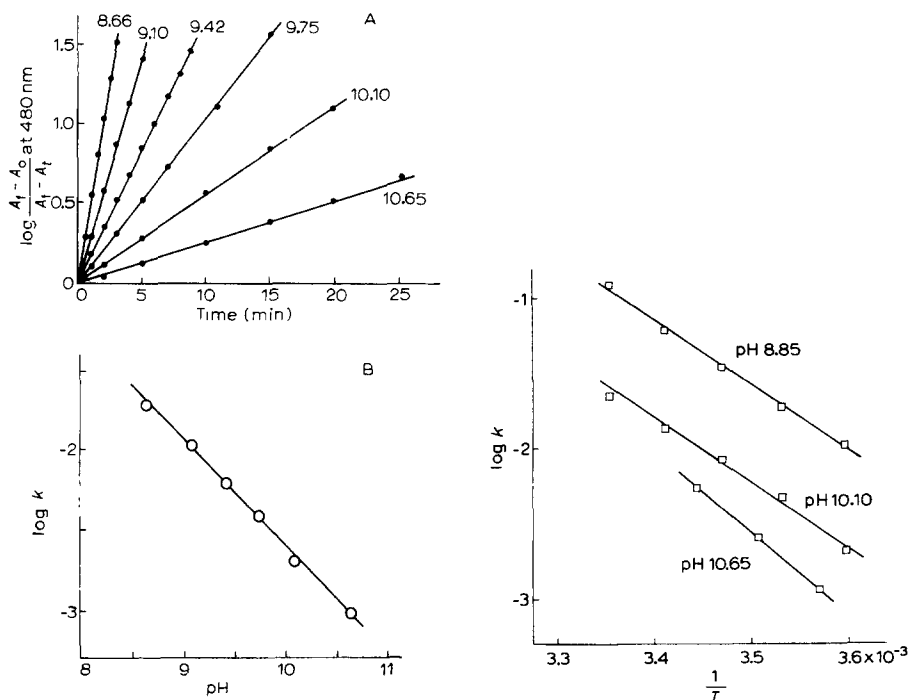 A
8.66
9.10
9.42
9.75
10.10
10.65
1.5
1.0
0.5
0
log (A_f - A_o)/(A_f - A_t) at 480 nm
0 5 10 15 20 25
Time (min)
B
-2
-3
log k
8 9 10 11
pH
-1
-2
-3
log k
pH 8.85
pH 10.10
pH 10.65
3.3 3.4 3.5 3.6 ×10⁻³
1/T